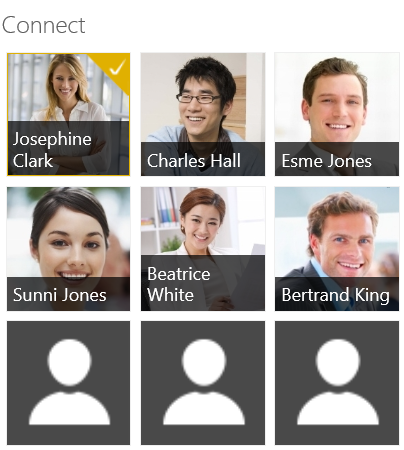 Connect
Josephine
Clark
Charles Hall
Esme Jones
Sunni Jones
Beatrice
White
Bertrand King